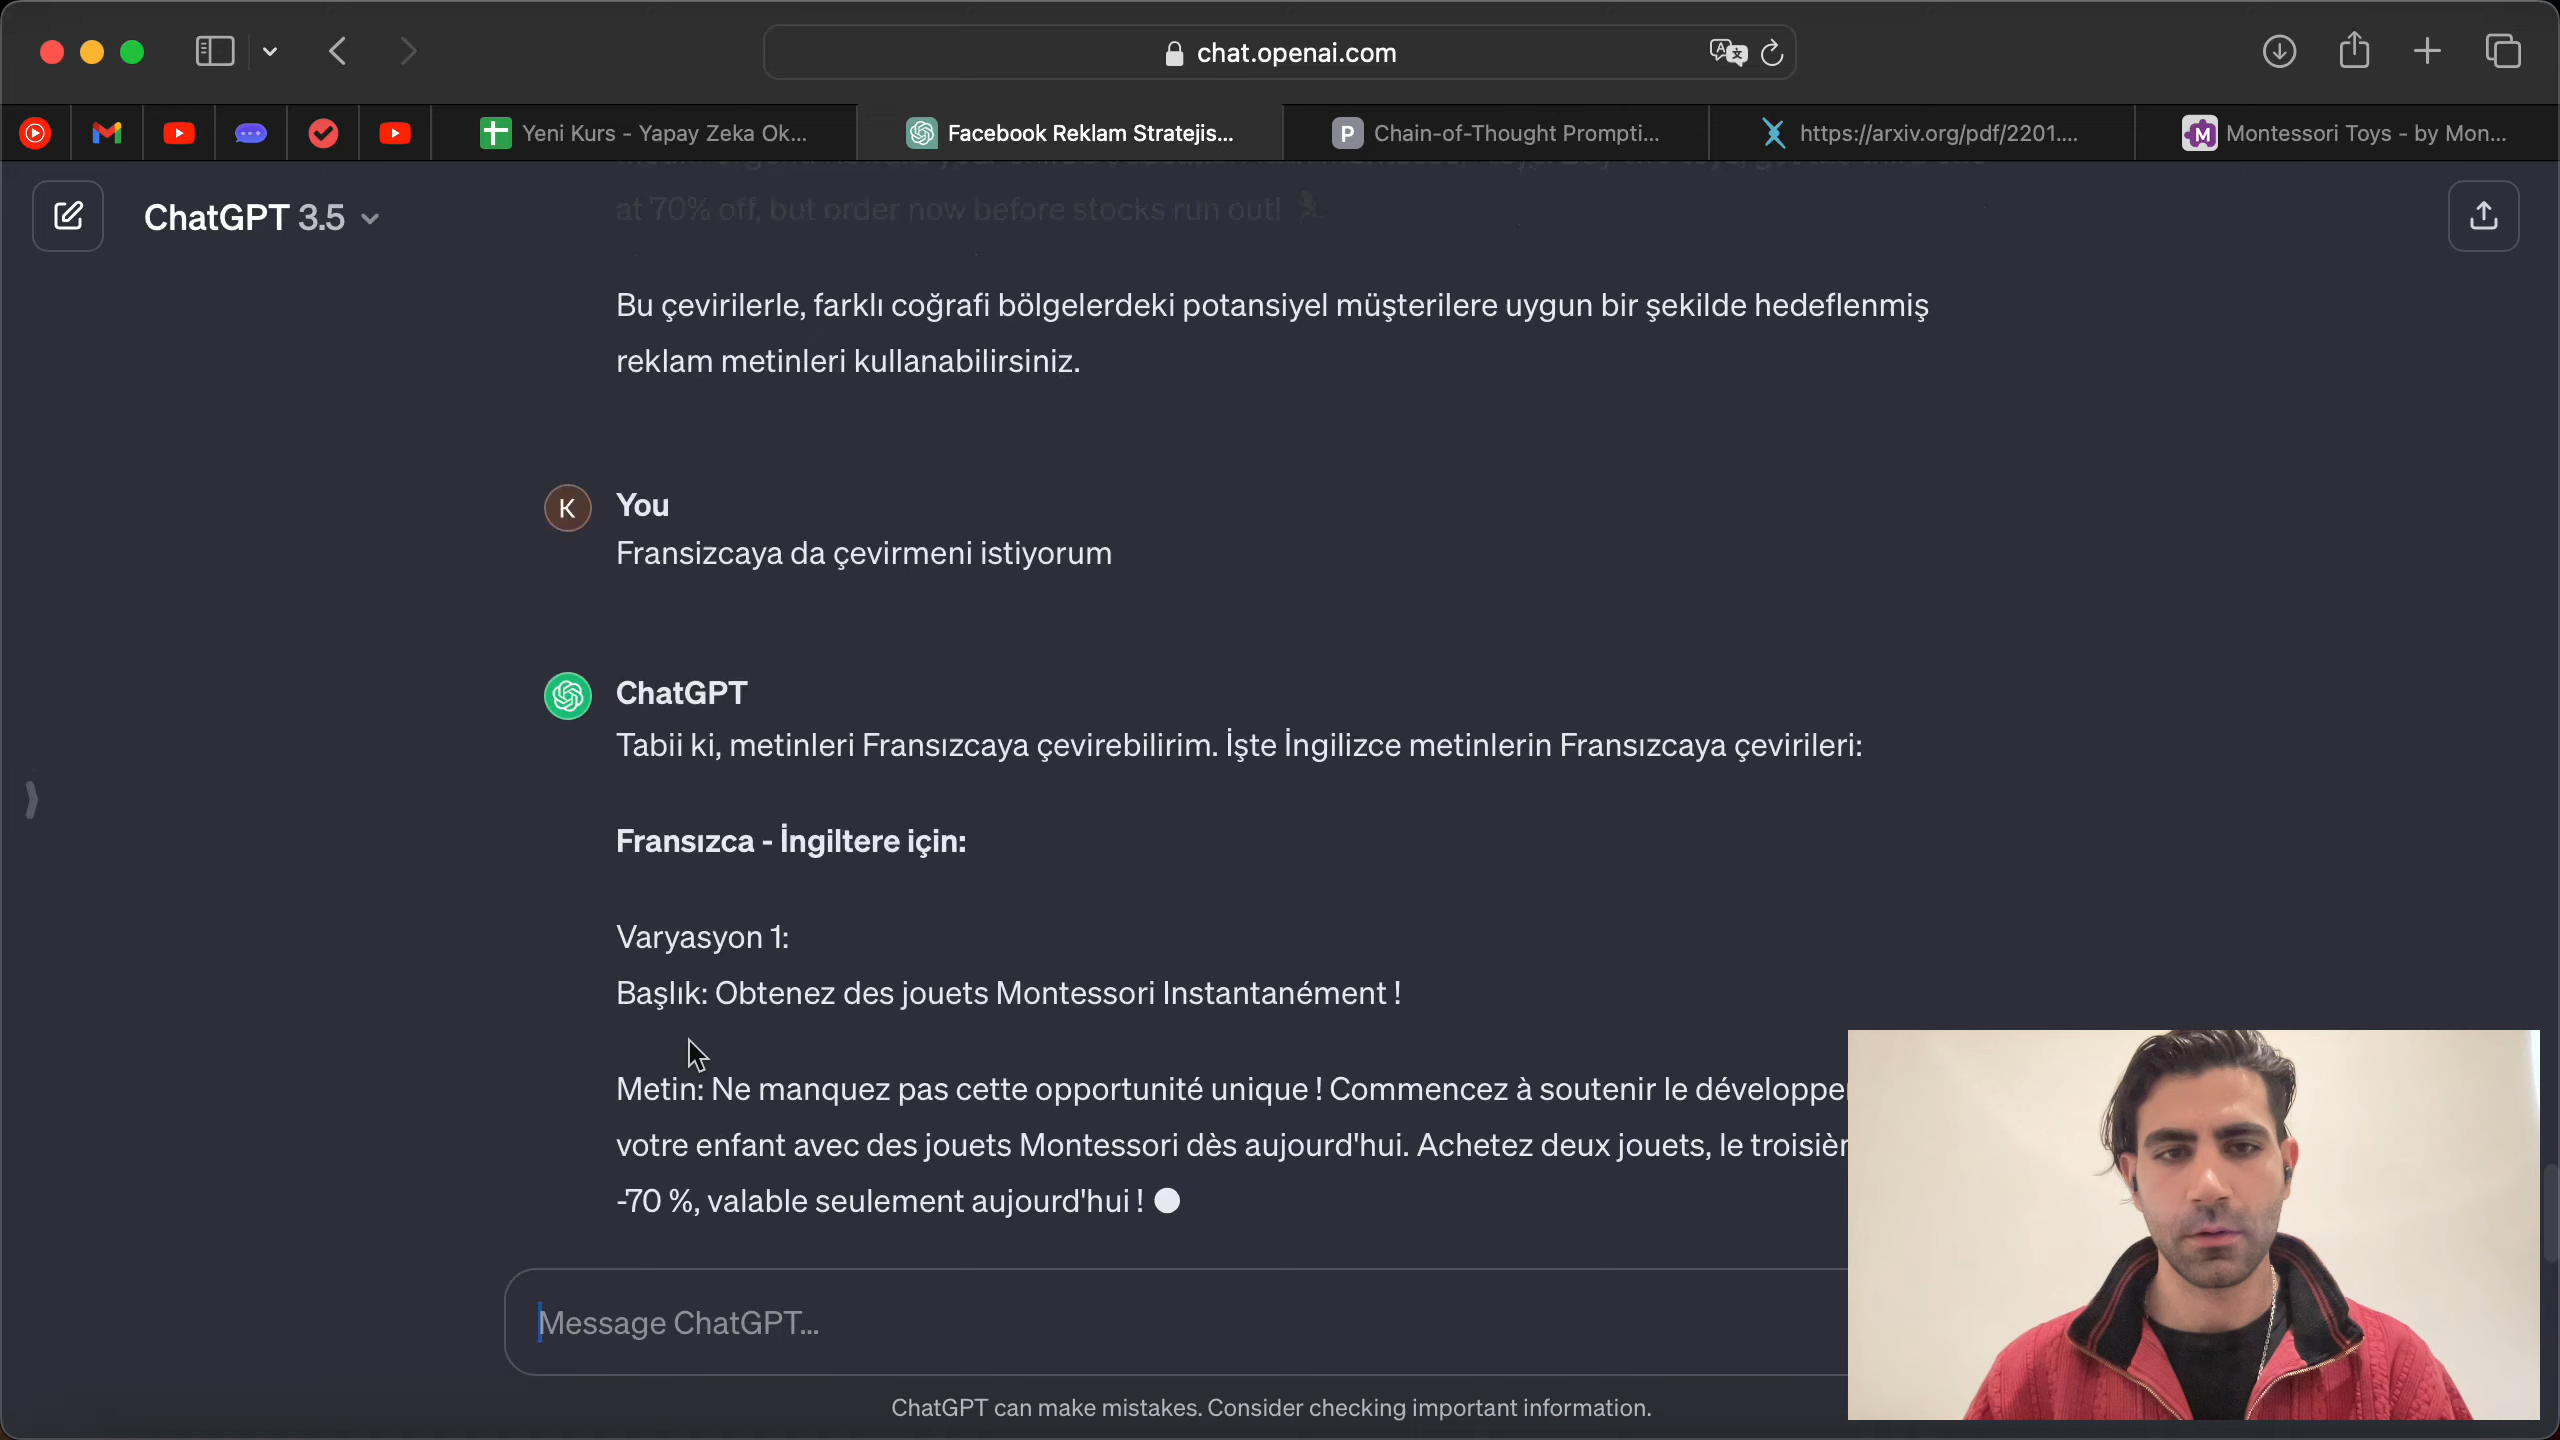 chat.openai.com
Yeni Kurs - Yapay Zeka Ok...
Facebook Reklam Stratejis...
P
Chain-of-Thought Prompti...
https://arxiv.org/pdf/2201....
M
Montessori Toys - by Mon...
ChatGPT 3.5
at 70% off, but order now before stocks run out!
Bu çevirilerle, farklı coğrafi bölgelerdeki potansiyel müşterilere uygun bir şekilde hedeflenmiş
reklam metinleri kullanabilirsiniz.
K
You
Fransizcaya da çevirmeni istiyorum
ChatGPT
Tabii ki, metinleri Fransızcaya çevirebilirim. İşte İngilizce metinlerin Fransızcaya çevirileri:
Fransızca - İngiltere için:
Varyasyon 1:
Başlık: Obtenez des jouets Montessori Instantanément !
Metin: Ne manquez pas cette opportunité unique ! Commencez à soutenir le développe
votre enfant avec des jouets Montessori dès aujourd'hui. Achetez deux jouets, le troisièr
-70 %, valable seulement aujourd'hui !
Message ChatGPT...
ChatGPT can make mistakes. Consider checking important information.